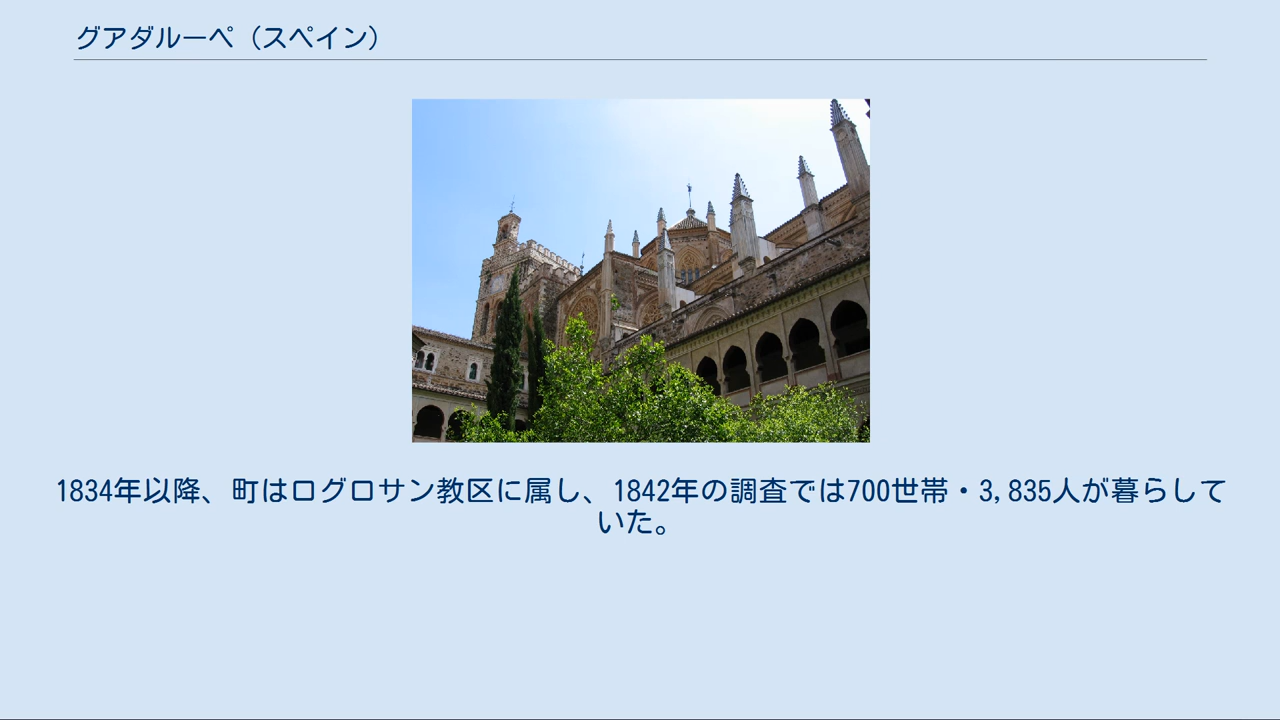 グアダルーペ（スペイン）
1834年以降、町はログロサン教区に属し、1842年の調査では700世帯・3,835人が暮らして
いた。